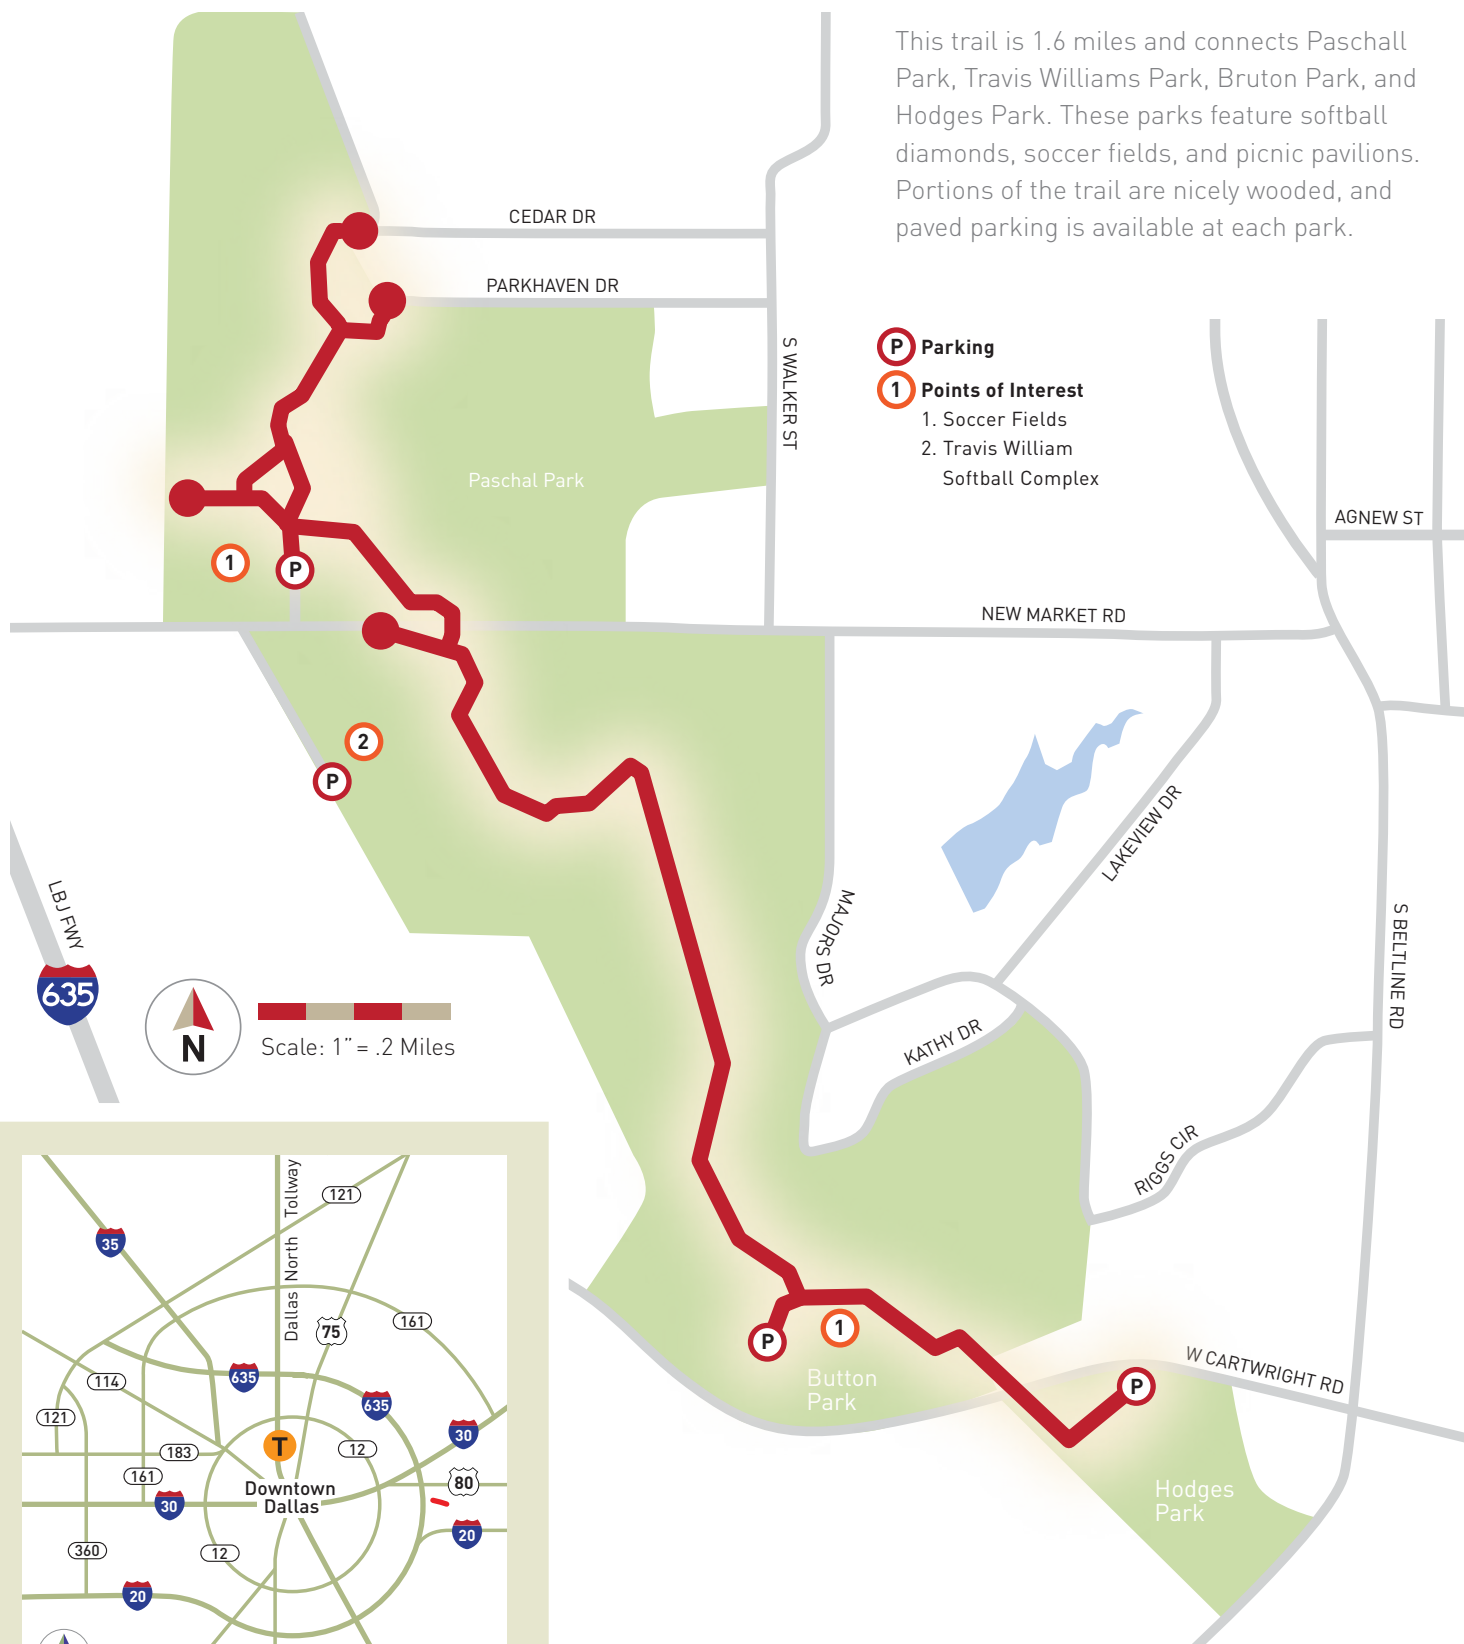 This trail is 1.6 miles and connects Paschall
Park, Travis Williams Park, Bruton Park, and
Hodges Park. These parks feature softball
diamonds, soccer fields, and picnic pavilions.
Portions of the trail are nicely wooded, and
paved parking is available at each park.
CEDAR DR
PARKHAVEN DR
S WALKER ST
P Parking
1 Points of Interest
1. Soccer Fields
2. Travis William
Softball Complex
Paschal Park
AGNEW ST
1
P
NEW MARKET RD
2
P
LAKEVIEW DR
MAJORS DR
LBJ FWY
635
S BELTLINE RD
N
Scale: 1” = .2 Miles
KATHY DR
RIGGS CIR
P
1
Button
Park
W CARTWRIGHT RD
P
Hodges
Park
Dallas North Tollway
121
35
75
161
635
114
635
121
30
183
T
12
161
80
Downtown
Dallas
30
20
360
12
20